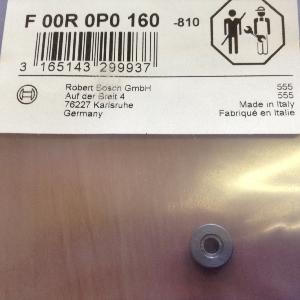 F 00R 0P0 160 -810
3 165143 299937
Robert Bosch GmbH
Auf der Breit 4
76227 Karlsruhe
Germany
555
555
Made in Italy
Fabriqué en Italie